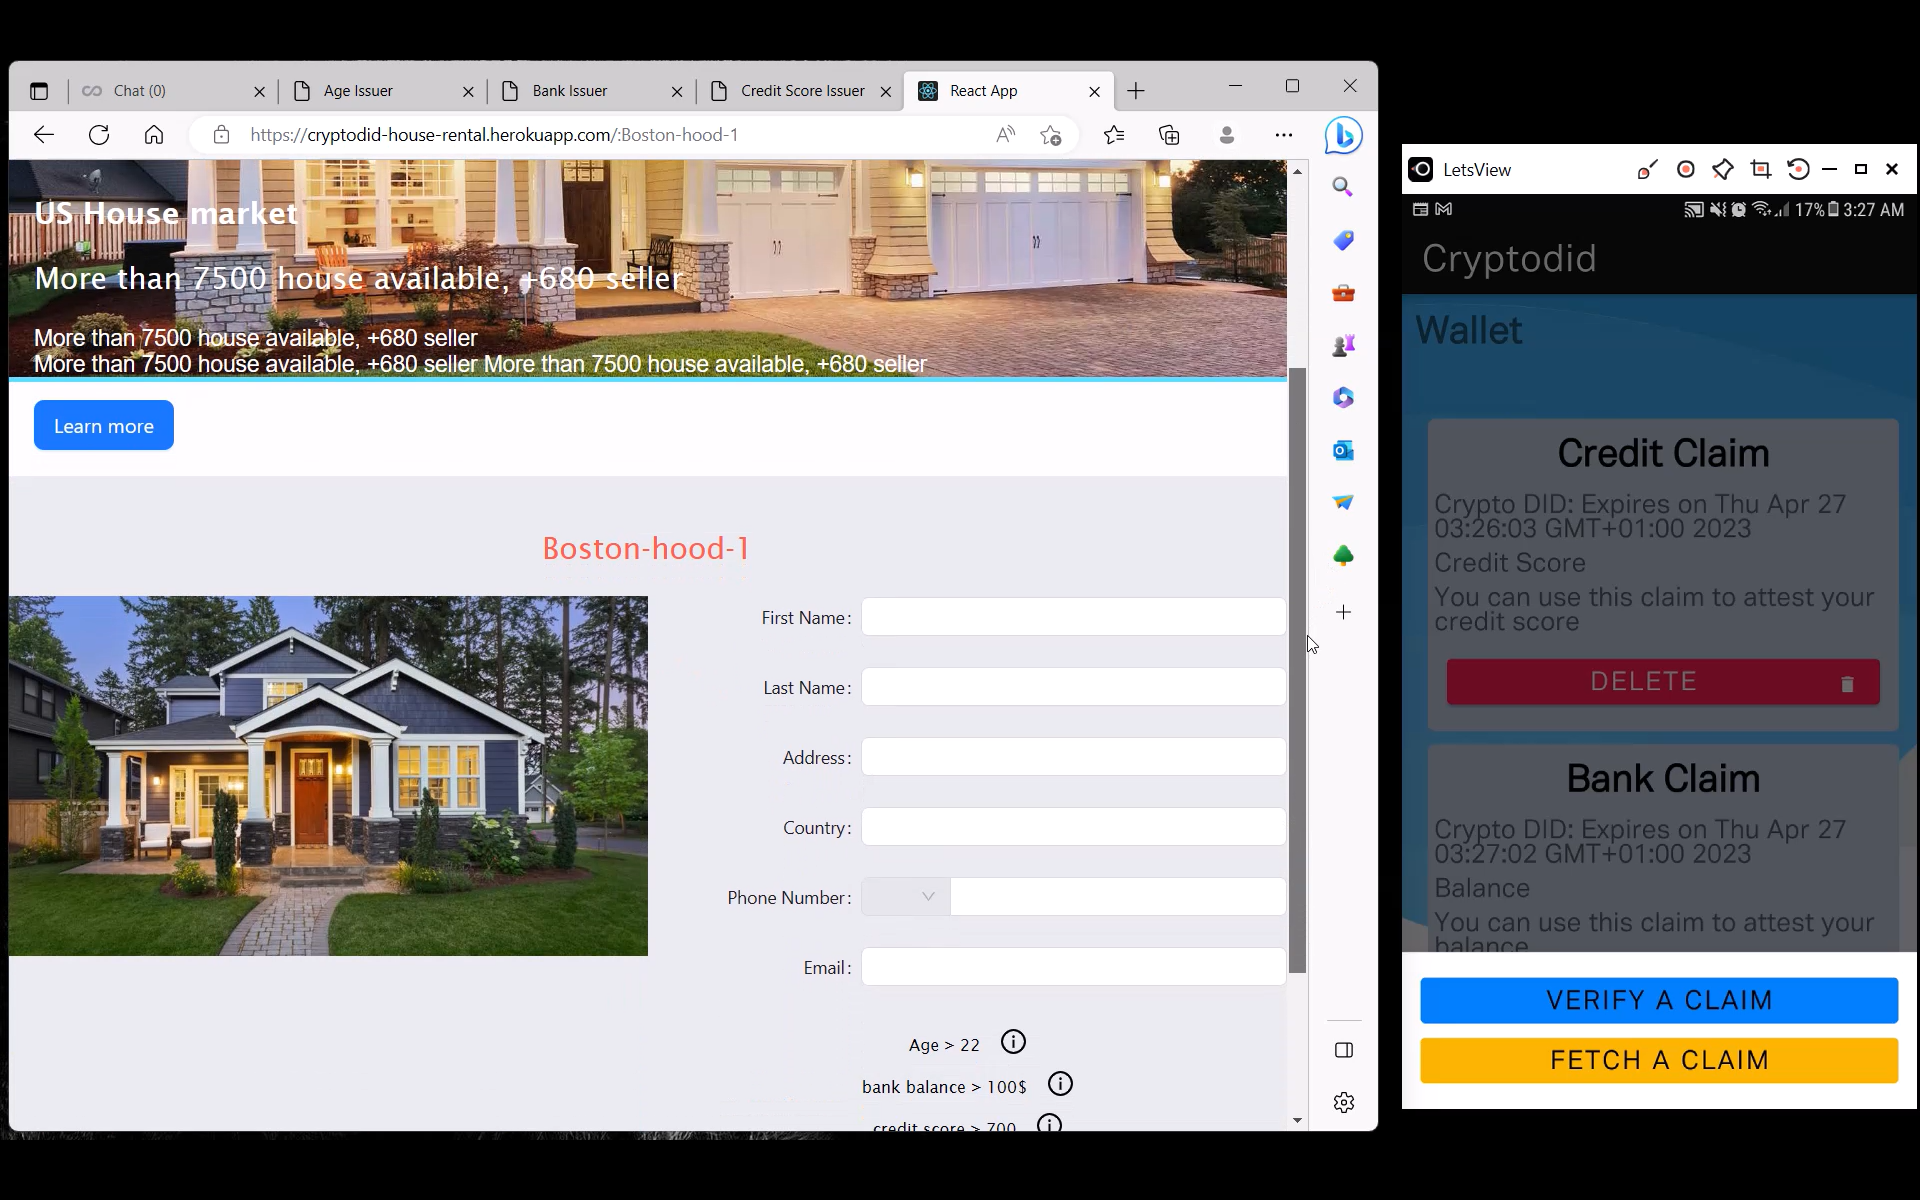 Chat (0)
Age Issuer
Bank Issuer
Credit Score Issuer
React App
https://cryptodid-house-rental.herokuapp.com/:Boston-hood-1
US House market
More than 7500 house available, +680 seller
More than 7500 house available, +680 seller
More than 7500 house available, +680 seller More than 7500 house available, +680 seller
Learn more
Boston-hood-1
First Name:
Last Name:
Address:
Country:
Phone Number:
Email:
Age > 22
bank balance > 100$
credit score > 700
LetsView
17% 3:27 AM
Cryptodid
Wallet
Credit Claim
Crypto DID: Expires on Thu Apr 27
03:26:03 GMT+01:00 2023
Credit Score
You can use this claim to attest your
credit score
DELETE
Bank Claim
Crypto DID: Expires on Thu Apr 27
03:27:02 GMT+01:00 2023
Balance
You can use this claim to attest your
balance
VERIFY A CLAIM
FETCH A CLAIM